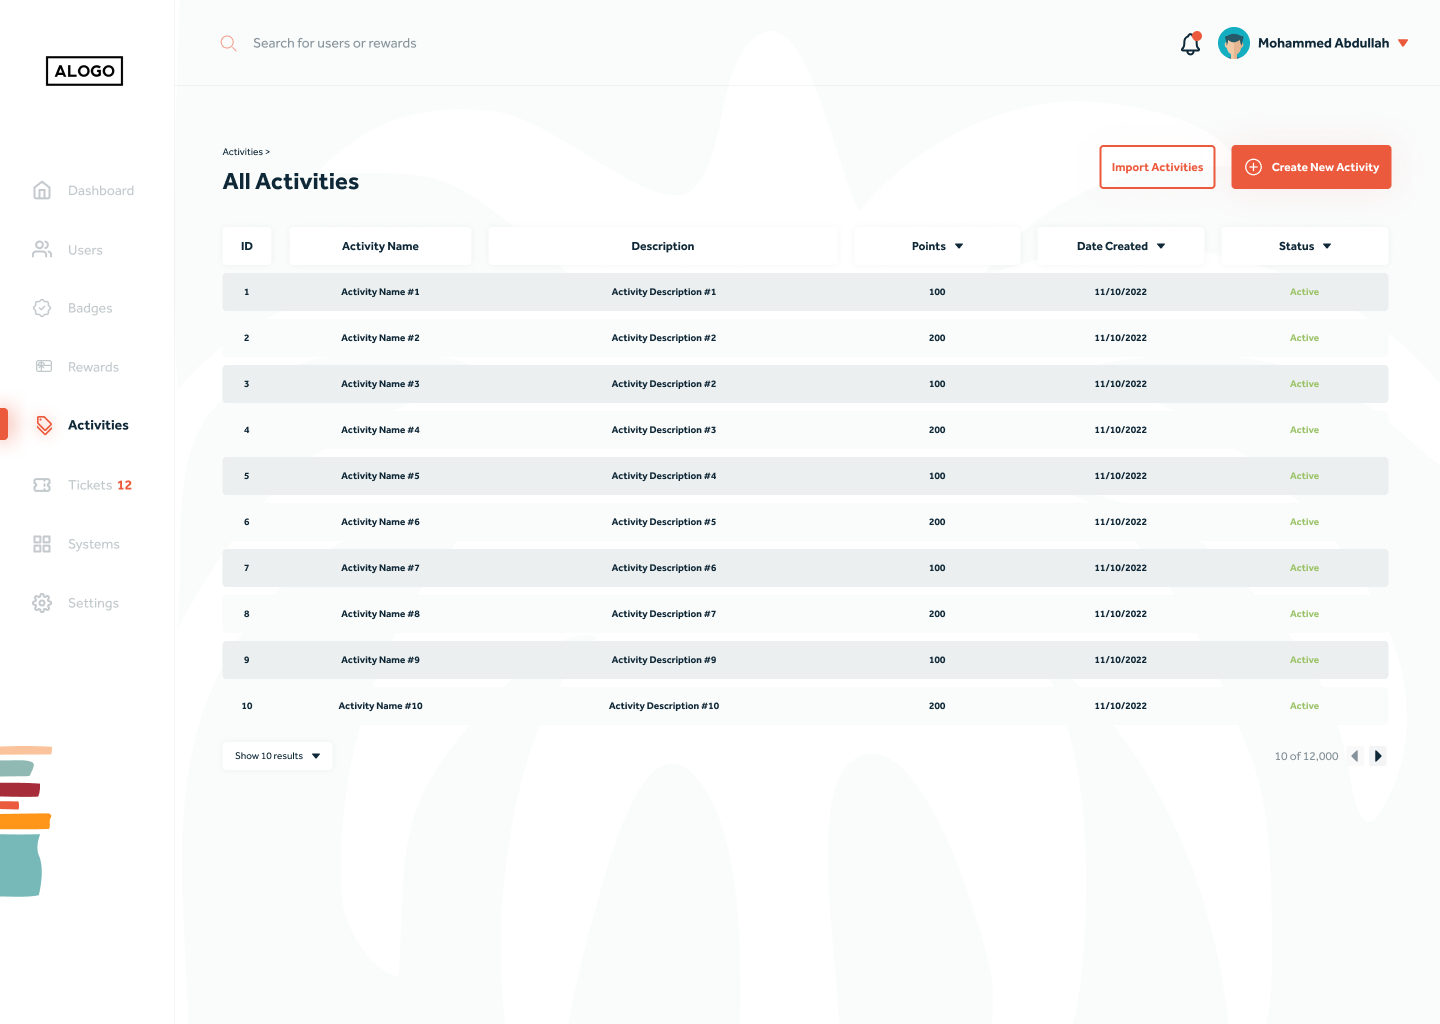 Search for users or rewards
Mohammed Abdullah
ALOGO
Dashboard
Users
Badges
Rewards
Activities
Tickets 12
Systems
Settings
Activities >
All Activities
Import Activities
Create New Activity
ID Activity Name Description Points Date Created Status
1 Activity Name #1 Activity Description #1 100 11/10/2022 Active
2 Activity Name #2 Activity Description #2 200 11/10/2022 Active
3 Activity Name #3 Activity Description #2 100 11/10/2022 Active
4 Activity Name #4 Activity Description #3 200 11/10/2022 Active
5 Activity Name #5 Activity Description #4 100 11/10/2022 Active
6 Activity Name #6 Activity Description #5 200 11/10/2022 Active
7 Activity Name #7 Activity Description #6 100 11/10/2022 Active
8 Activity Name #8 Activity Description #7 200 11/10/2022 Active
9 Activity Name #9 Activity Description #9 100 11/10/2022 Active
10 Activity Name #10 Activity Description #10 200 11/10/2022 Active
Show 10 results
10 of 12,000